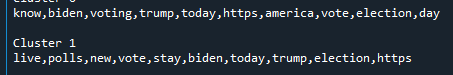 Cluster 0
know,biden,voting,trump,today,https,america,vote,election,day
Cluster 1
live,polls,new,vote,stay,biden,today,trump,election,https